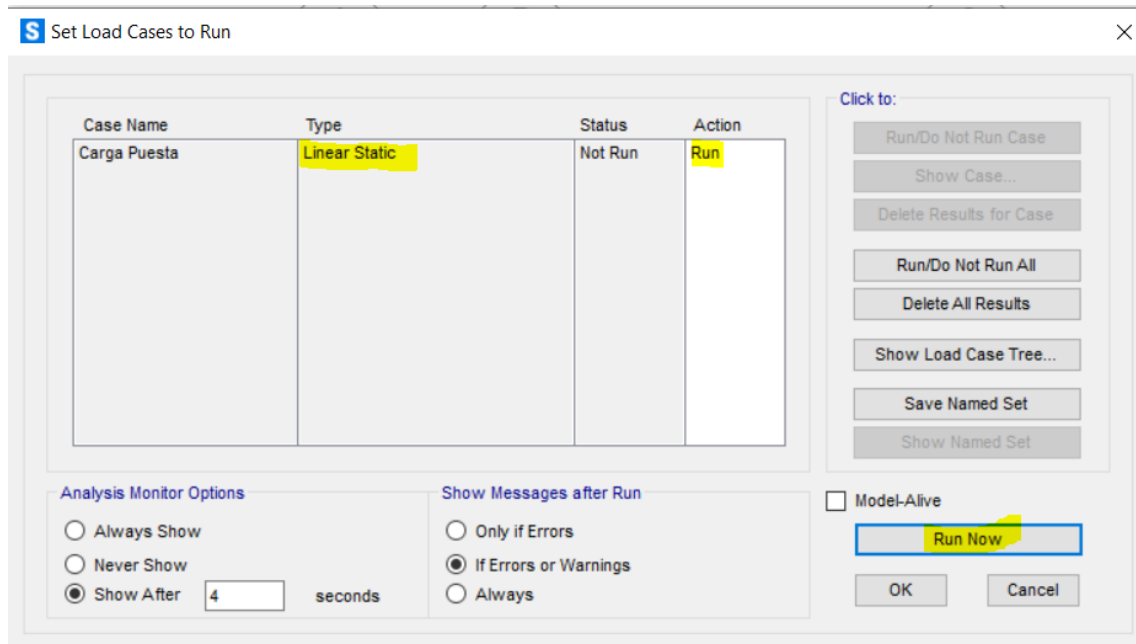 S Set Load Cases to Run
Click to:
Case Name Type Status Action
Carga Puesta Linear Static Not Run Run
Run/Do Not Run Case
Show Case...
Delete Results for Case
Run/Do Not Run All
Delete All Results
Show Load Case Tree...
Save Named Set
Show Named Set
Analysis Monitor Options
Always Show
Never Show
Show After 4 seconds
Show Messages after Run
Only if Errors
If Errors or Warnings
Always
Model-Alive
Run Now
OK Cancel